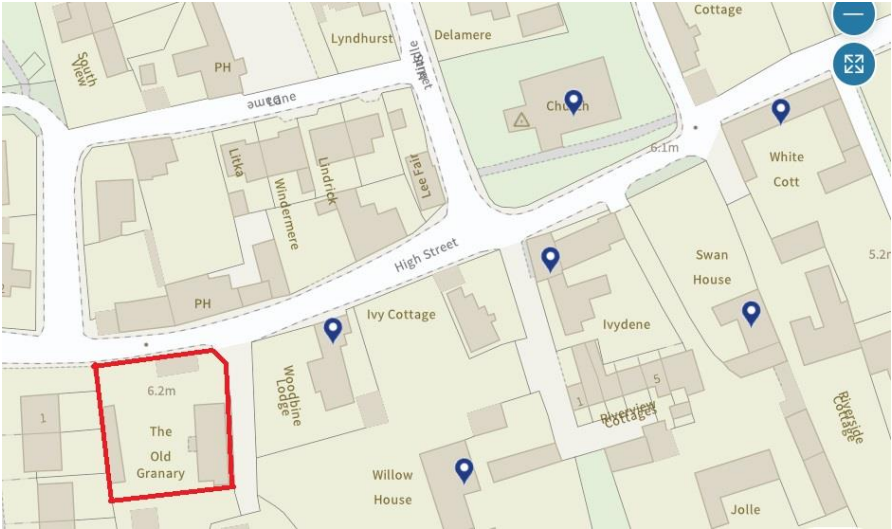 Cottage
Lyndhurst
Delamere
South
View
PH
Church
6.1m
White
Cott
Litka
Lindrick
Lee Fair
Windermere
High Street
Swan
House
5.2m
PH
Ivy Cottage
Ivydene
Woodbine
Lodge
6.2m
1
The
Old
Granary
1
5
Riverview
Cottages
Riverside
Cottage
Willow
House
Jolle